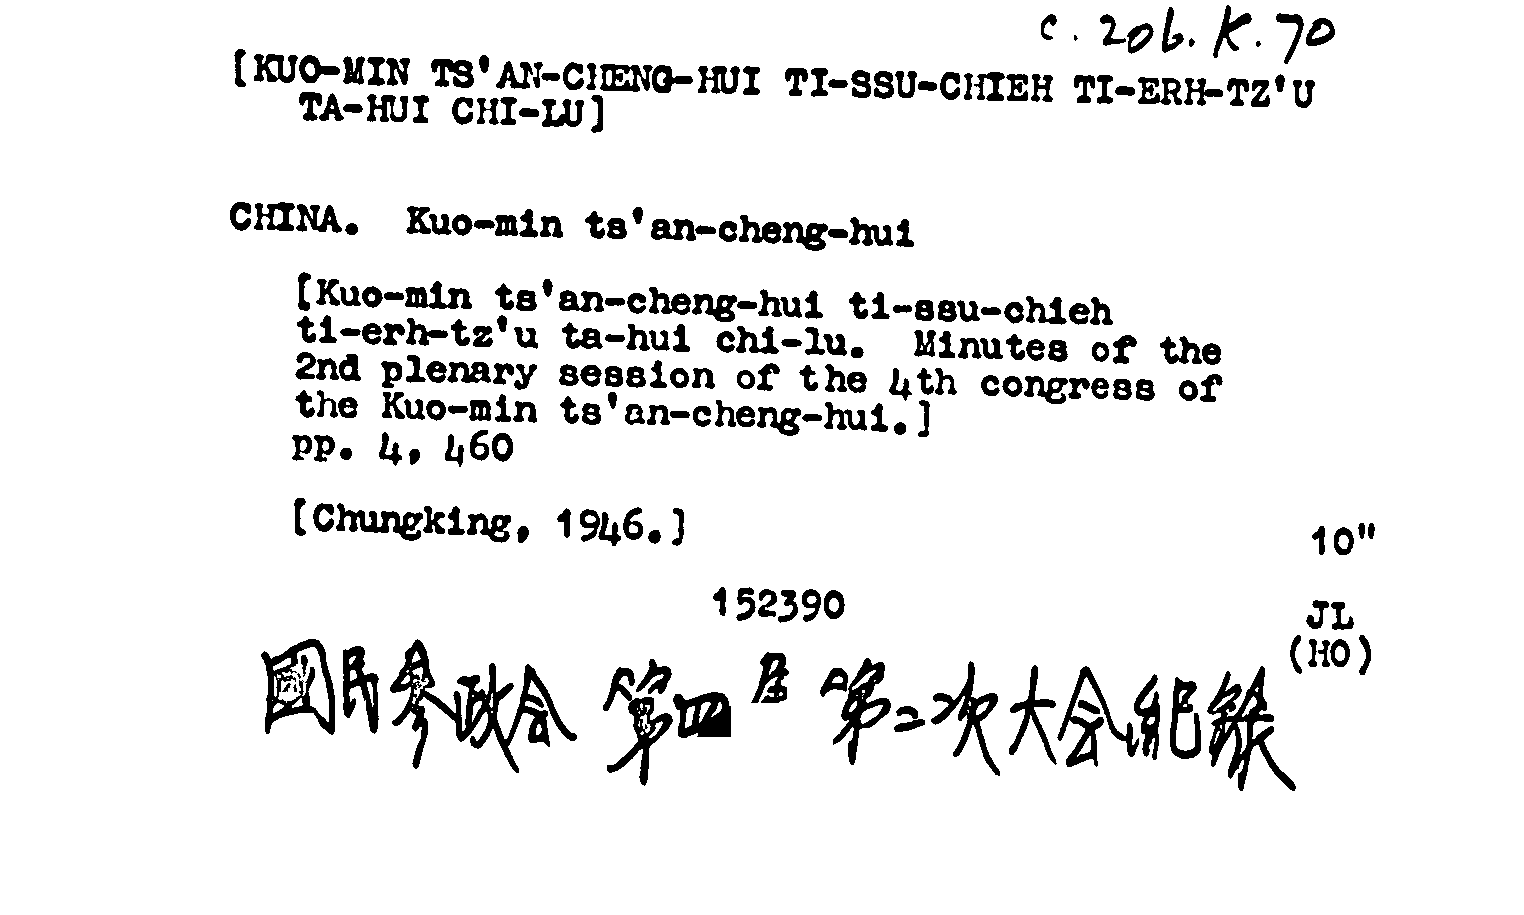 c. 206. K. 70
[KUO-MIN TS'AN-CHENG-HUI TI-SSU-CHIEH TI-ERH-TZ'U
TA-HUI CHI-LU]
CHINA. Kuo-min ts'an-cheng-hui
[Kuo-min ts'an-cheng-hui ti-ssu-chieh
ti-erh-tz'u ta-hui chi-lu. Minutes of the
2nd plenary session of the 4th congress of
the Kuo-min ts'an-cheng-hui.]
pp. 4, 460
[Chungking, 1946.]
10"
152390
JL
(HO)
國民參政會 第四屆 第二次大会紀錄